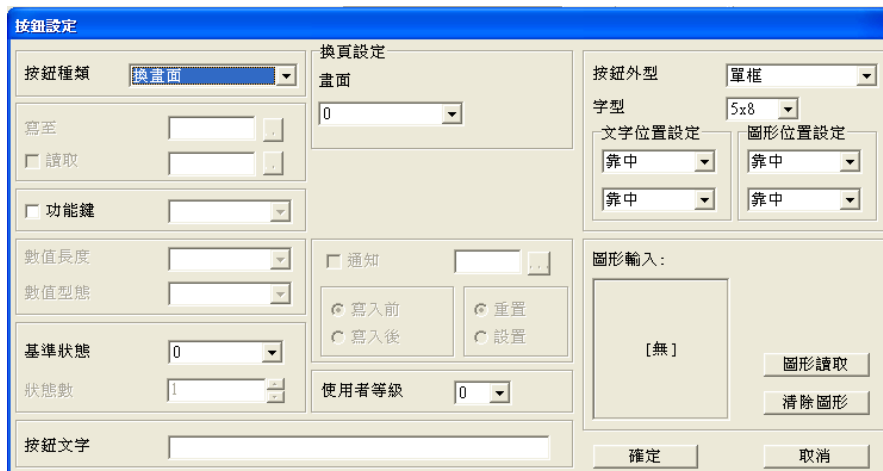 按鈕設定
按鈕種類 換畫面
寫至 .
讀取 .
功能鍵
數值長度
數值型態
基準狀態 0
狀態數 1
按鈕文字
換頁設定
畫面
0
通知 ...
寫入前 重置
寫入後 設置
使用者等級 0
按鈕外型 單框
字型 5x8
文字位置設定 圖形位置設定
靠中 靠中
靠中 靠中
圖形輸入:
[無]
圖形讀取
清除圖形
確定 取消